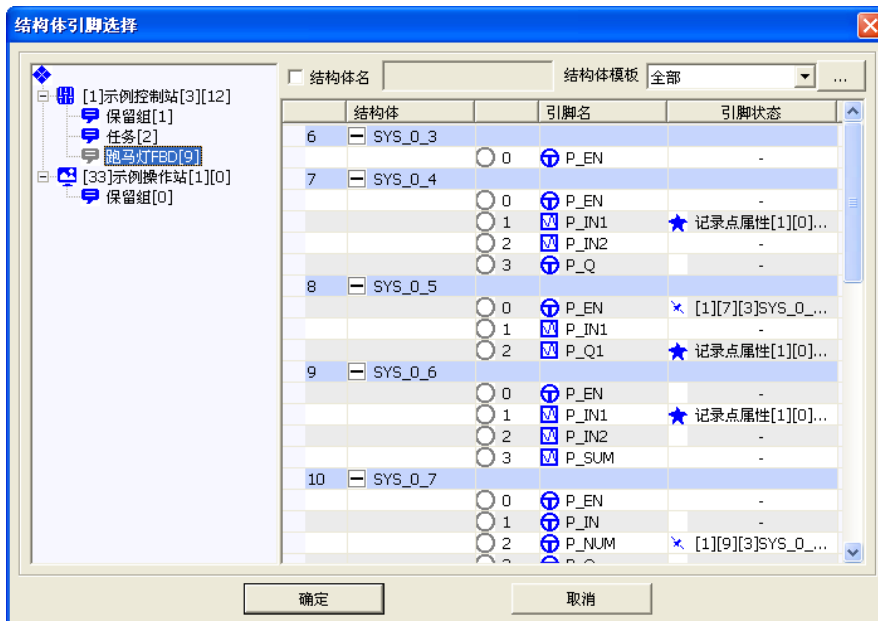 结构体引脚选择
[1]示例控制站[3][12]
保留组[1]
任务[2]
跑马灯FBD[9]
[33]示例操作站[1][0]
保留组[0]
结构体名 结构体模板 全部 ...
结构体 引脚名 引脚状态
6 SYS_0_3
0 P_EN -
7 SYS_0_4
0 P_EN -
1 P_IN1 记录点属性[1][0]...
2 P_IN2 -
3 P_Q -
8 SYS_0_5
0 P_EN [1][7][3]SYS_0_...
1 P_IN1 -
2 P_Q1 记录点属性[1][0]...
9 SYS_0_6
0 P_EN -
1 P_IN1 记录点属性[1][0]...
2 P_IN2 -
3 P_SUM -
10 SYS_0_7
0 P_EN -
1 P_IN -
2 P_NUM [1][9][3]SYS_0_...
确定 取消